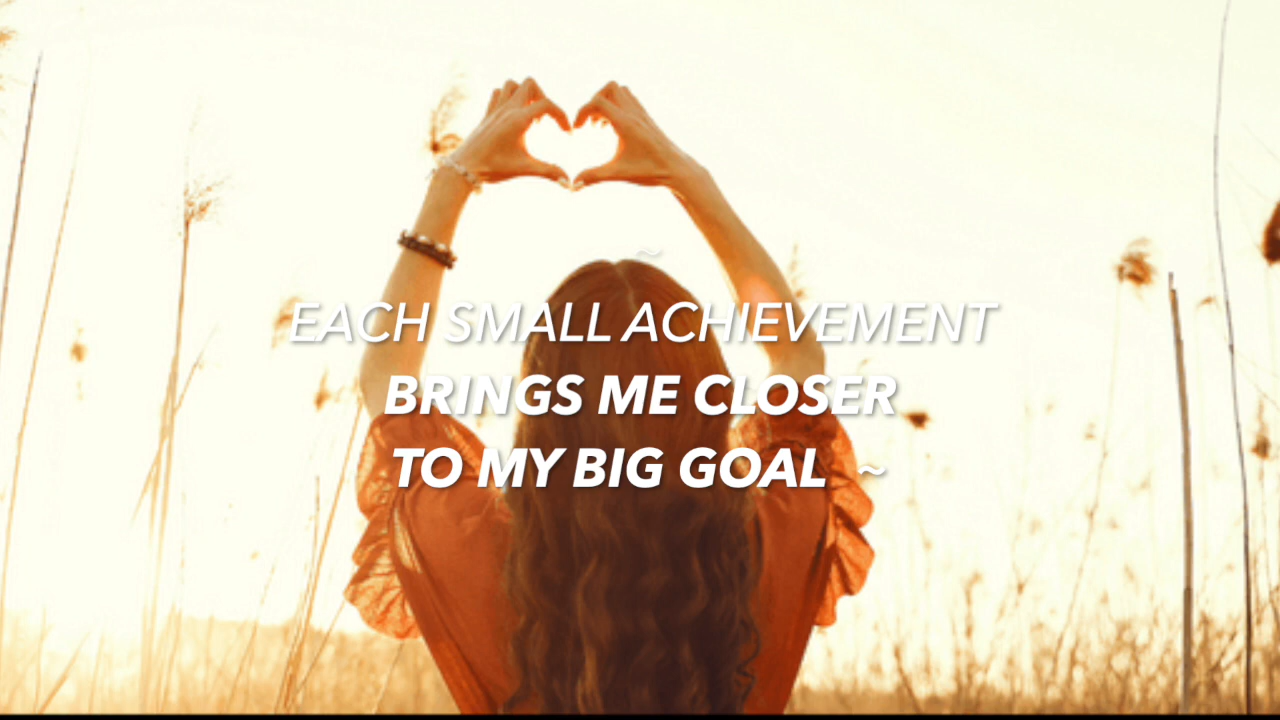 ~
EACH SMALL ACHIEVEMENT
BRINGS ME CLOSER
TO MY BIG GOAL ~